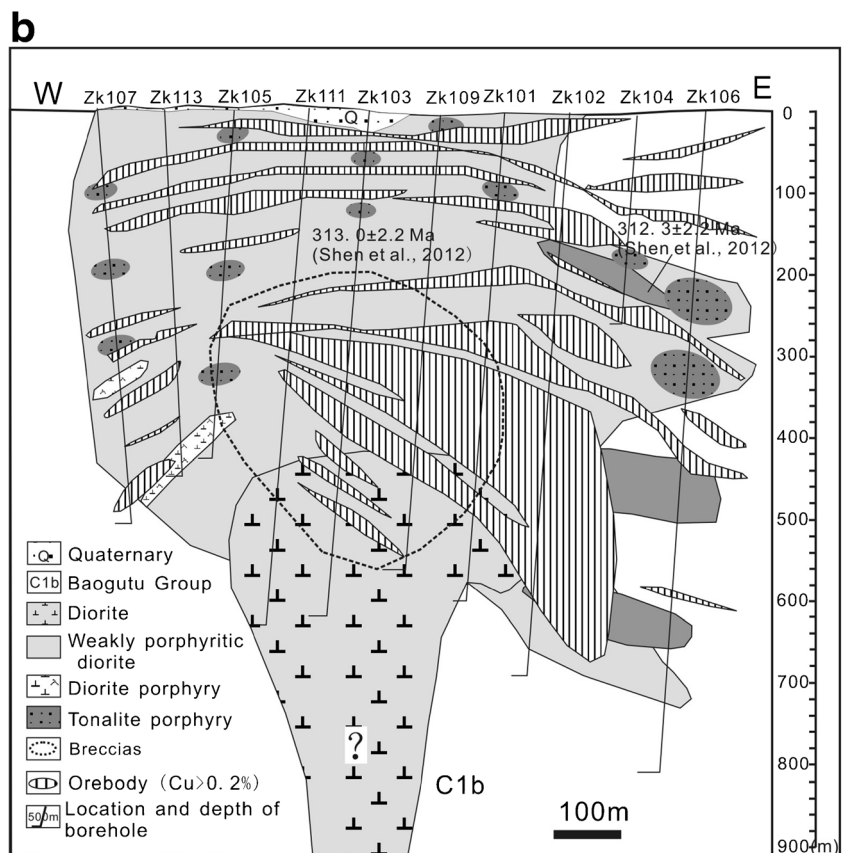 b
W
E
Zk107 Zk113 Zk105 Zk111 Zk103 Zk109 Zk101 Zk102 Zk104 Zk106
Q
0
100
200
300
400
500
600
700
800
900(m)
313. 0±2.2 Ma
(Shen et al., 2012)
312. 3±2.2 Ma
(Shen et al., 2012)
Q Quaternary
C1b Baogutu Group
Diorite
Weakly porphyritic
diorite
Diorite porphyry
Tonalite porphyry
Breccias
Orebody (Cu>0. 2%)
500m Location and depth of
borehole
?
C1b
100m